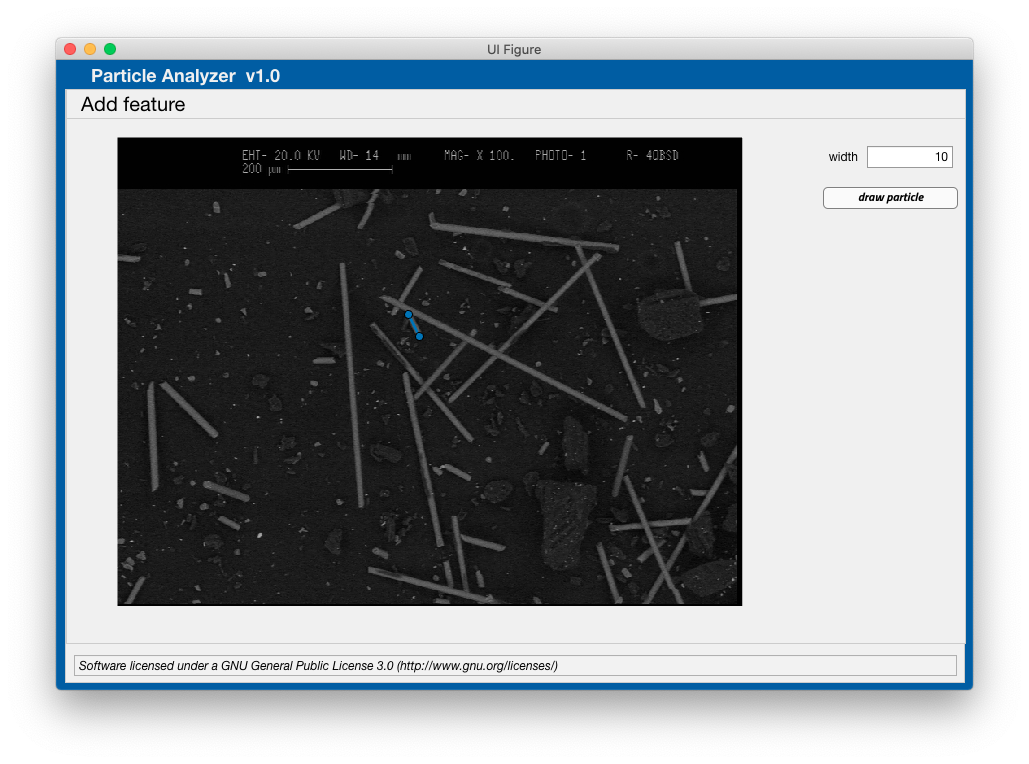 UI Figure
Particle Analyzer v1.0
Add feature
EHT- 20.0 KV WD- 14 mm MAG- X 100. PHOTO- 1 R- 4QBSD
200 µm
width 10
draw particle
Software licensed under a GNU General Public License 3.0 (http://www.gnu.org/licenses/)